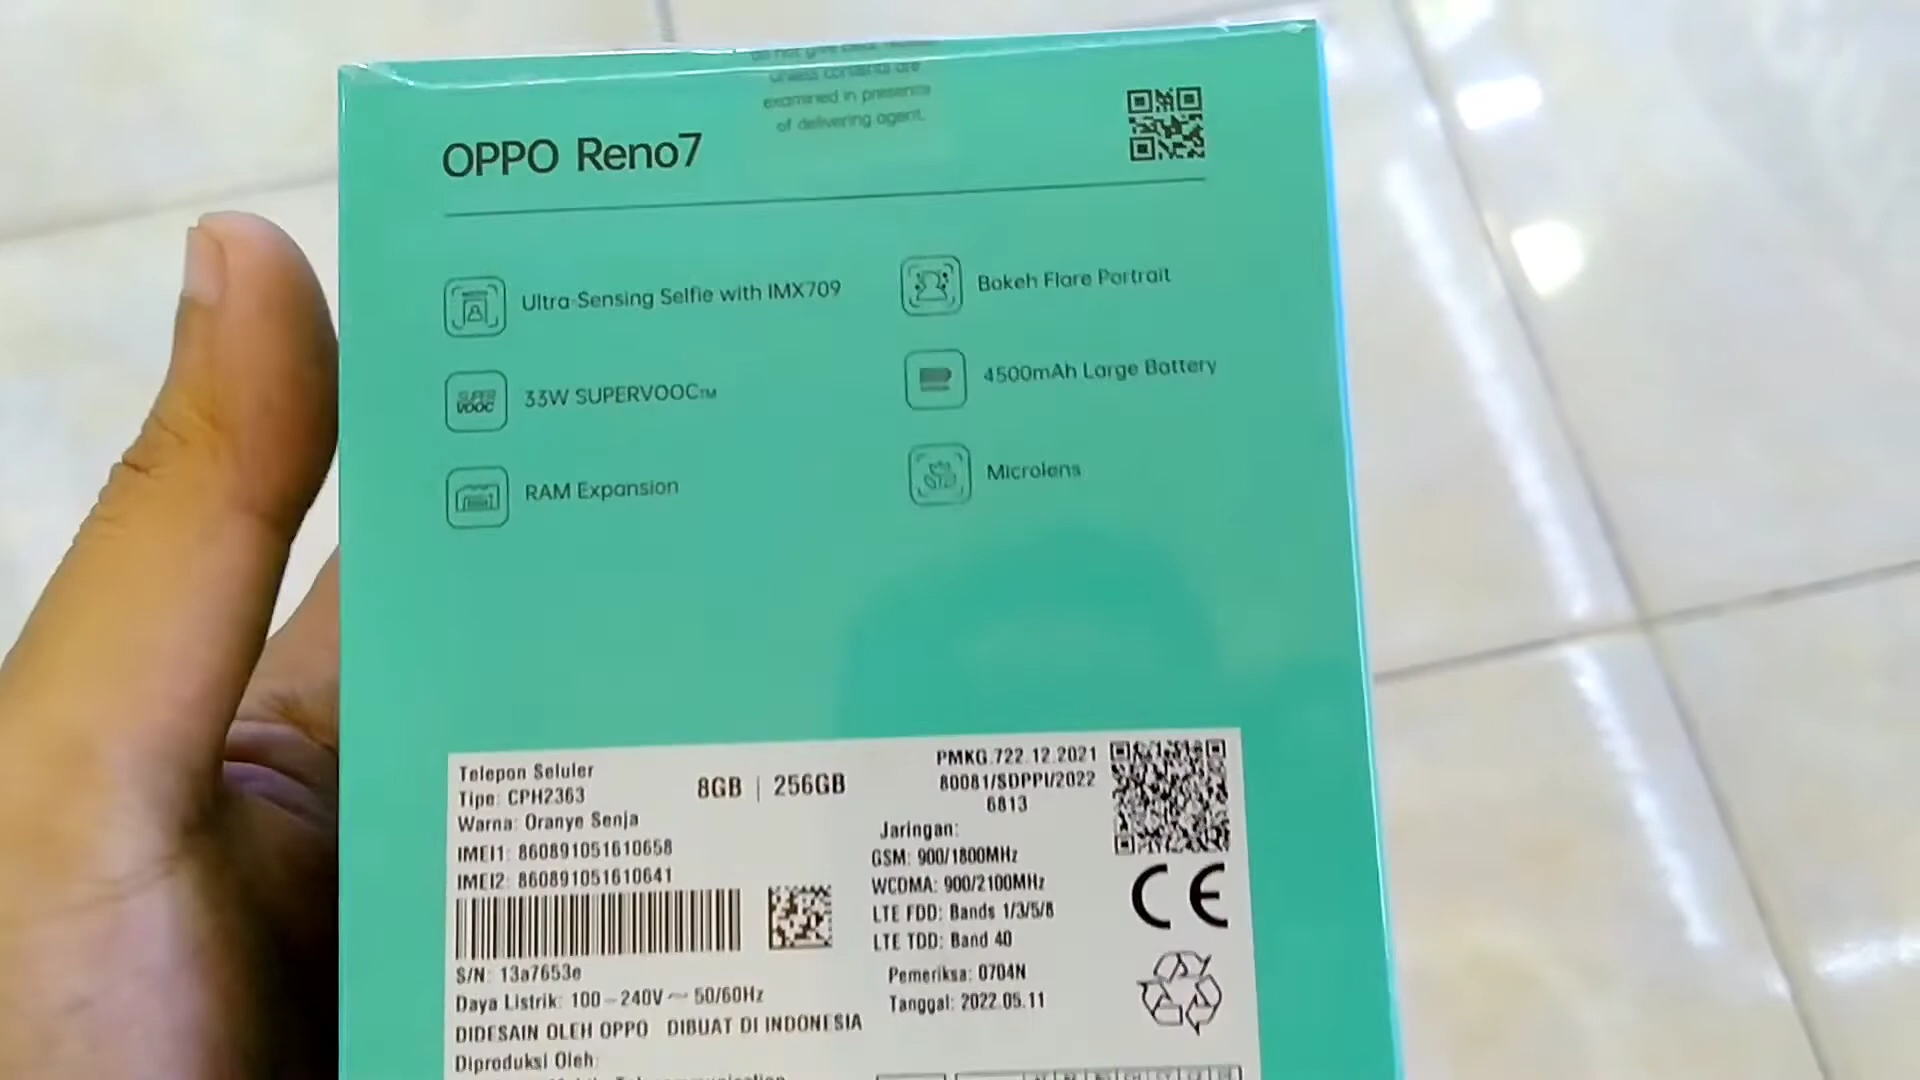 unless contents are
examined in presence
of delivering agent.
OPPO Reno7
Ultra-Sensing Selfie with IMX709
Bokeh Flare Portrait
SUPER
VOOC
33W SUPERVOOC™
4500mAh Large Battery
RAM Expansion
Microlens
Telepon Seluler
Tipe: CPH2363
Warna: Oranye Senja
IMEI1: 860891051610658
IMEI2: 860891051610641
8GB | 256GB
PMKG.722.12.2021
80081/SDPPI/2022
6813
Jaringan:
GSM: 900/1800MHz
WCDMA: 900/2100MHz
LTE FDD: Bands 1/3/5/8
LTE TDD: Band 40
CE
S/N: 13a7653e
Daya Listrik: 100-240V ~ 50/60Hz
Pemeriksa: 0704N
Tanggal: 2022.05.11
DIDESAIN OLEH OPPO DIBUAT DI INDONESIA
Diproduksi Oleh: